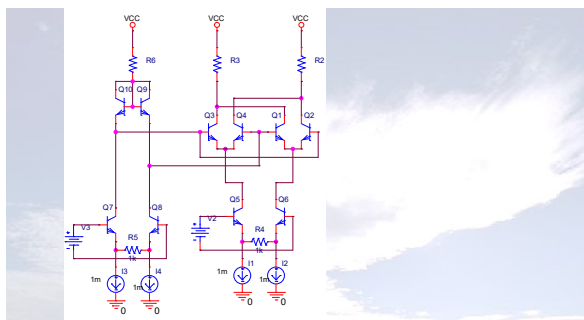 VCC VCC VCC
R6 R3 R2
Q10 Q9
Q3 Q4 Q1 Q2
Q7 Q8 Q5 Q6
V3 V2
R5 R4
1k 1k
I3 I4 I1 I2
1m 1m 1m 1m
0 0 0 0